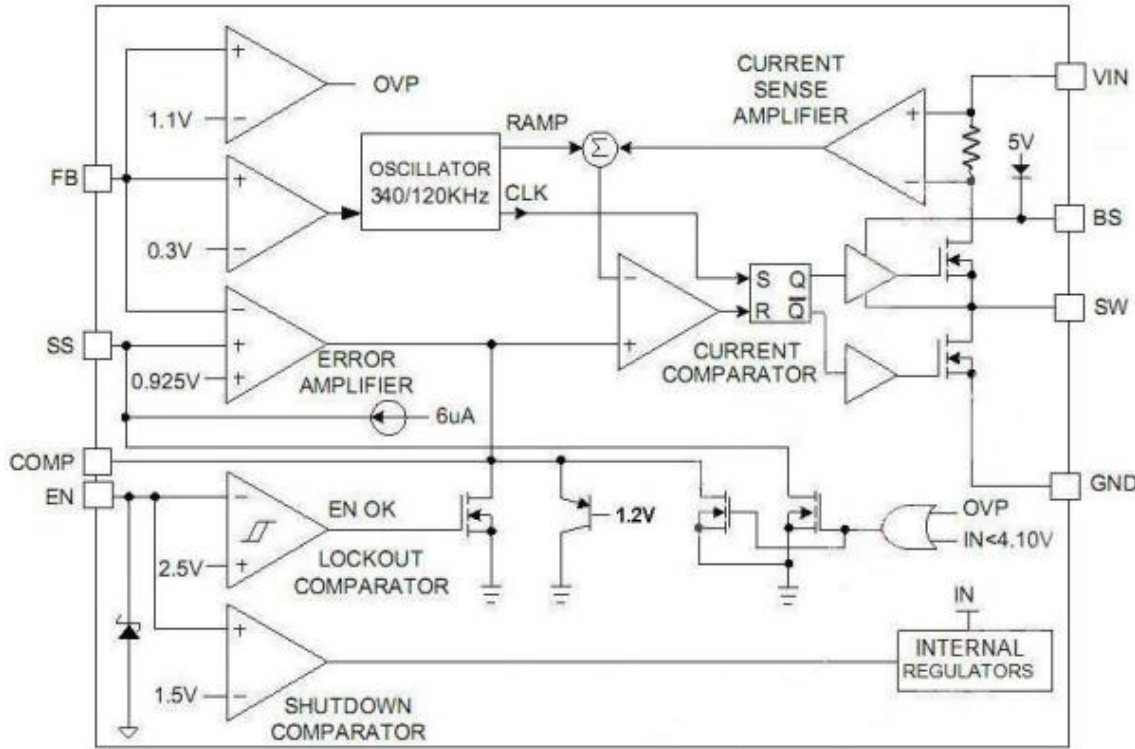 OVP
1.1V
CURRENT
SENSE
AMPLIFIER
VIN
RAMP
5V
Σ
FB
OSCILLATOR
340/120KHz
CLK
BS
0.3V
S Q
R Q̅
SW
SS
0.925V
ERROR
AMPLIFIER
CURRENT
COMPARATOR
6uA
COMP
EN
GND
EN OK
1.2V
OVP
IN<4.10V
2.5V
LOCKOUT
COMPARATOR
IN
INTERNAL
REGULATORS
1.5V
SHUTDOWN
COMPARATOR
+
−
+
−
−
+
+
−
+
+
−
−
+
+
−